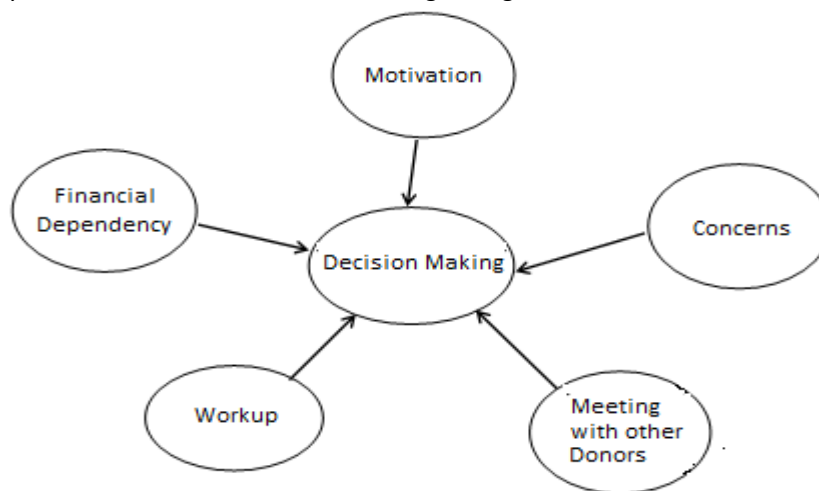 Motivation
Financial
Dependency
Concerns
Decision Making
Workup
Meeting
with other
Donors